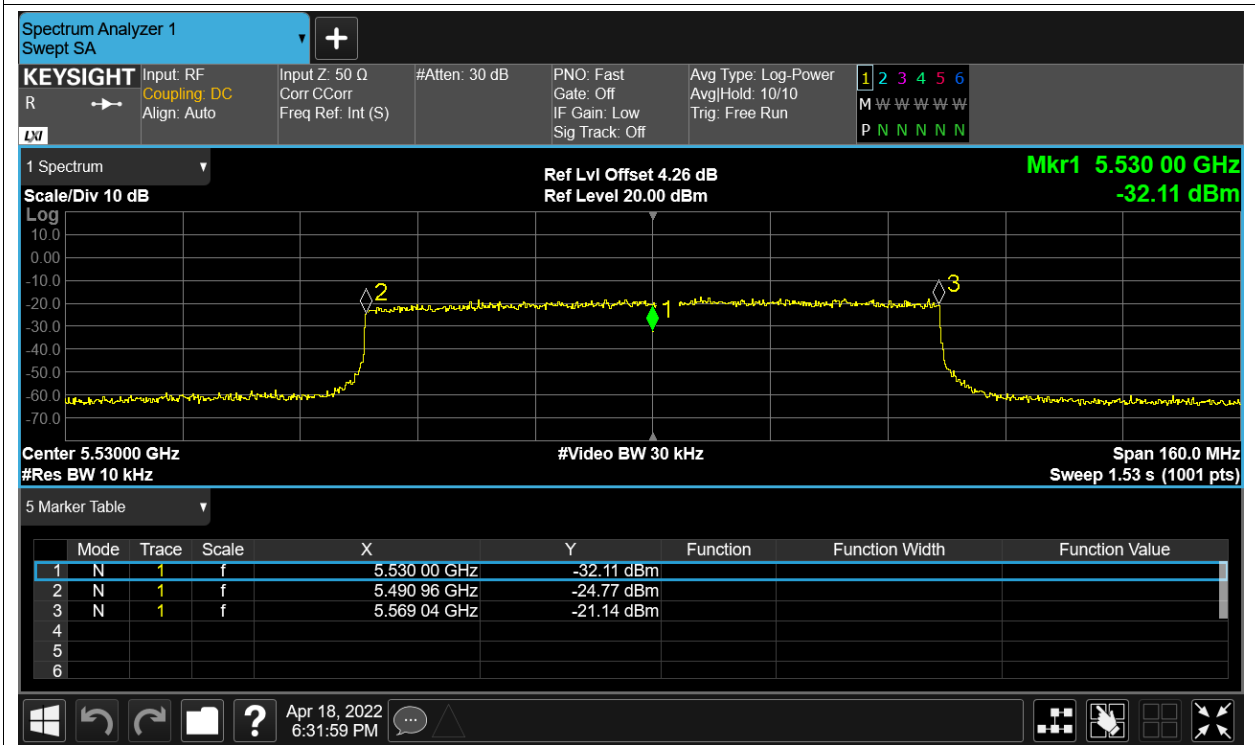 Spectrum Analyzer 1
Swept SA
KEYSIGHT
R
LXI
Input: RF
Coupling: DC
Align: Auto
Input Z: 50 Ω
Corr CCorr
Freq Ref: Int (S)
#Atten: 30 dB
PNO: Fast
Gate: Off
IF Gain: Low
Sig Track: Off
Avg Type: Log-Power
Avg|Hold: 10/10
Trig: Free Run
1 2 3 4 5 6
M W W W W W
P N N N N N
1 Spectrum
Scale/Div 10 dB
Ref Lvl Offset 4.26 dB
Ref Level 20.00 dBm
Mkr1 5.530 00 GHz
-32.11 dBm
Log
10.0
0.00
-10.0
-20.0
-30.0
-40.0
-50.0
-60.0
-70.0
2
1
3
Center 5.53000 GHz
#Res BW 10 kHz
#Video BW 30 kHz
Span 160.0 MHz
Sweep 1.53 s (1001 pts)
5 Marker Table
Mode Trace Scale X Y Function Function Width Function Value
1 N 1 f 5.530 00 GHz -32.11 dBm
2 N 1 f 5.490 96 GHz -24.77 dBm
3 N 1 f 5.569 04 GHz -21.14 dBm
4
5
6
?
Apr 18, 2022
6:31:59 PM